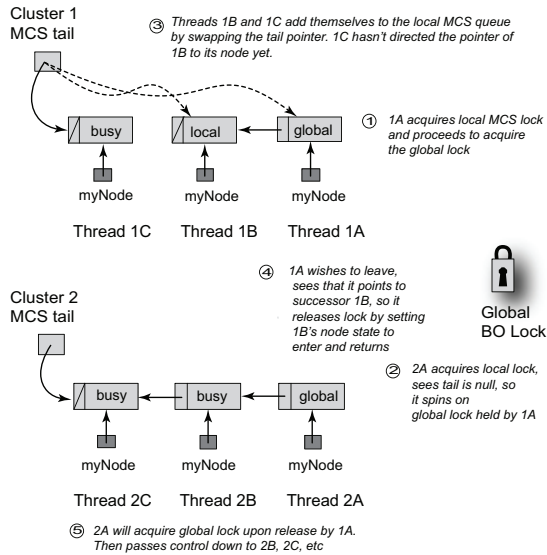 Cluster 1
MCS tail
③ Threads 1B and 1C add themselves to the local MCS queue
by swapping the tail pointer. 1C hasn't directed the pointer of
1B to its node yet.
busy
local
global
① 1A acquires local MCS lock
and proceeds to acquire
the global lock
myNode
myNode
myNode
Thread 1C
Thread 1B
Thread 1A
④ 1A wishes to leave,
sees that it points to
successor 1B, so it
releases lock by setting
1B's node state to
enter and returns
Global
BO Lock
Cluster 2
MCS tail
② 2A acquires local lock,
sees tail is null, so
it spins on
global lock held by 1A
busy
busy
global
myNode
myNode
myNode
Thread 2C
Thread 2B
Thread 2A
⑤ 2A will acquire global lock upon release by 1A.
Then passes control down to 2B, 2C, etc